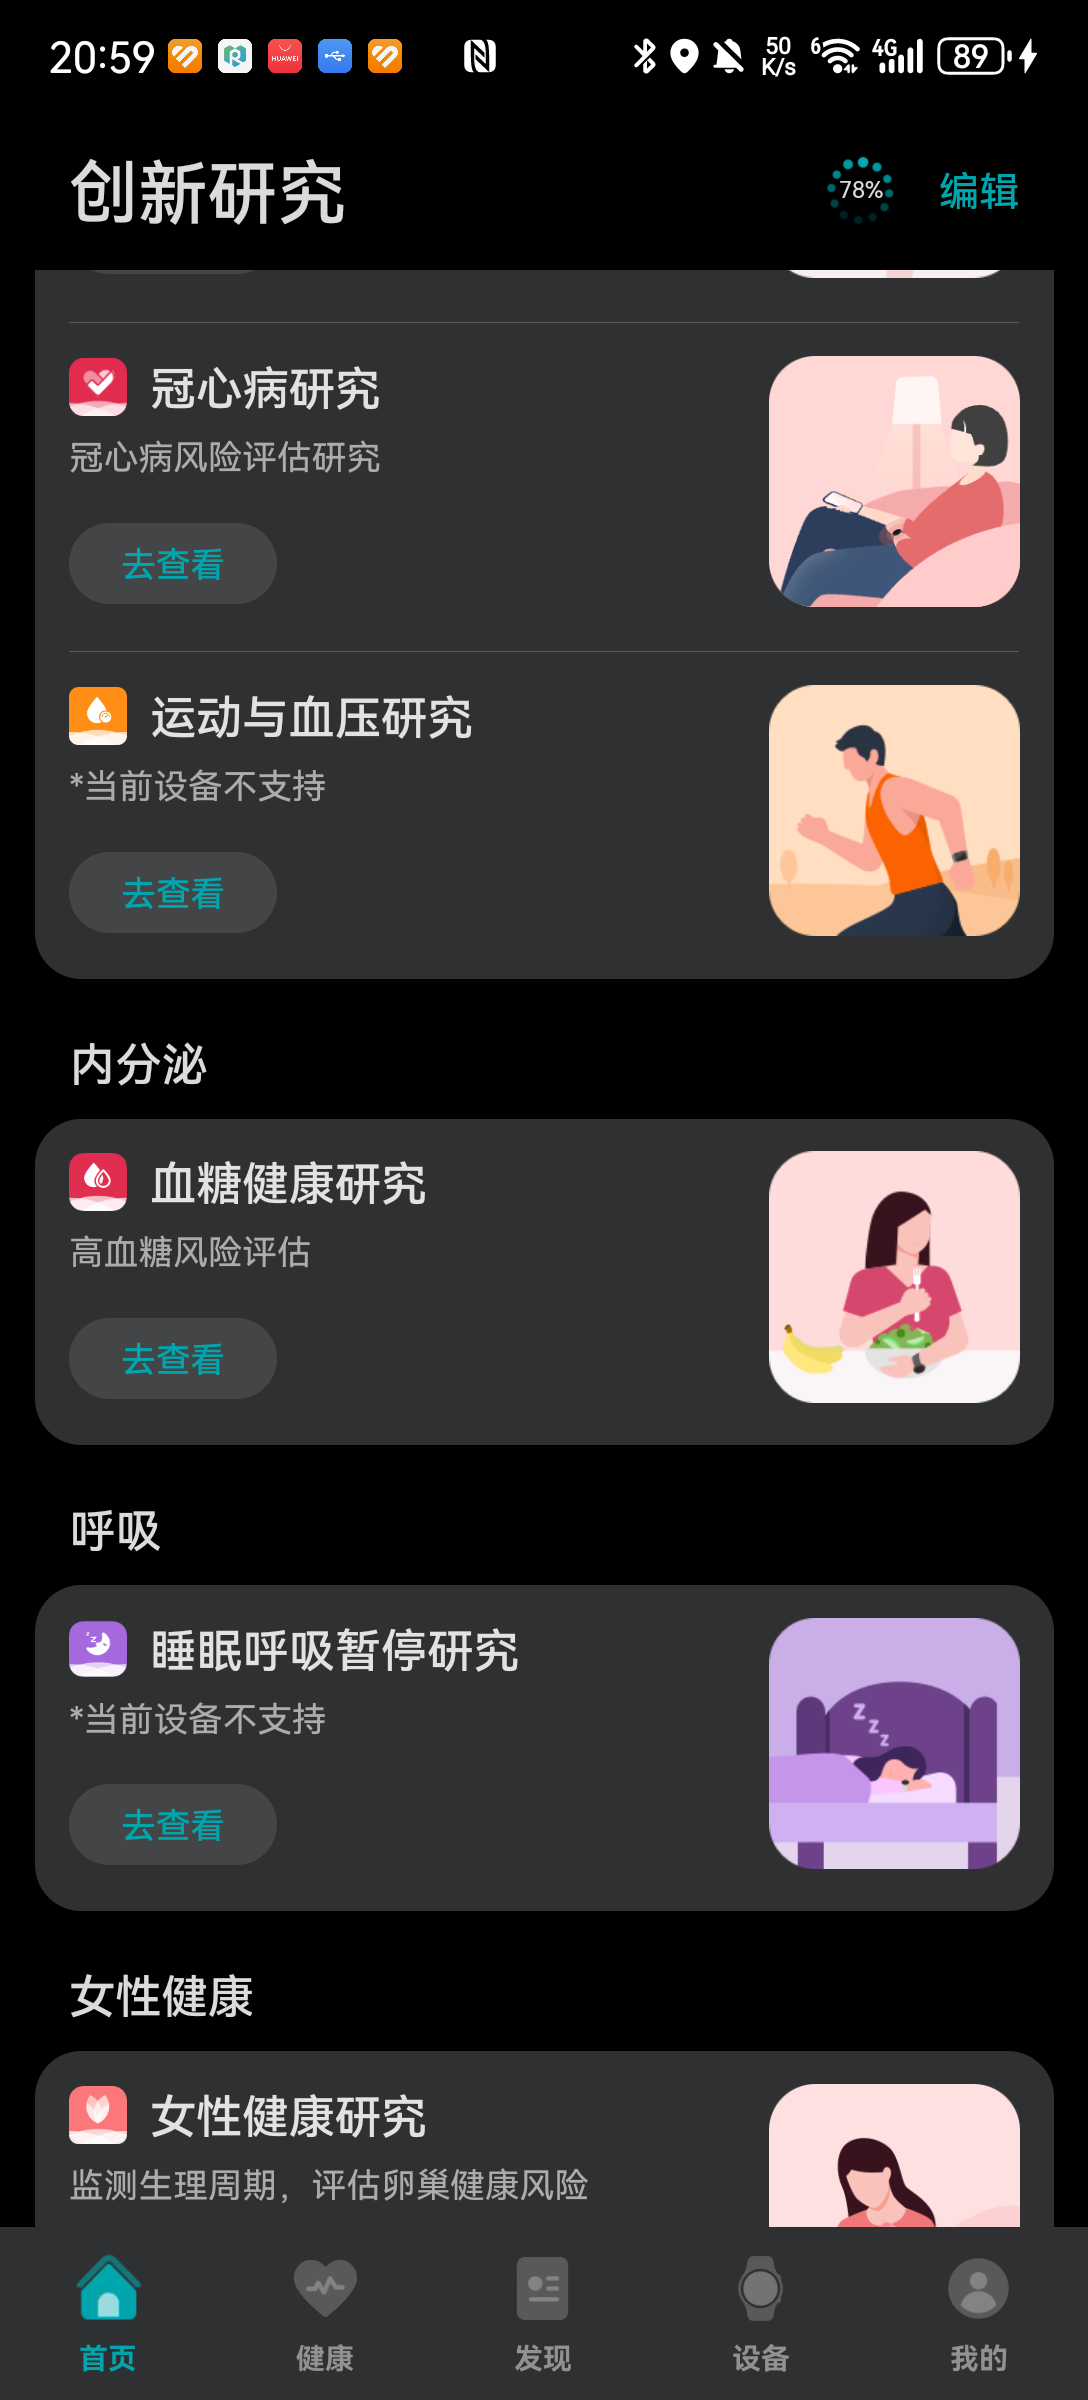 20:59
HUAWEI
50 K/s
6
4G
89
创新研究
78%
编辑
冠心病研究
冠心病风险评估研究
去查看
运动与血压研究
*当前设备不支持
去查看
内分泌
血糖健康研究
高血糖风险评估
去查看
呼吸
睡眠呼吸暂停研究
*当前设备不支持
z z z
去查看
女性健康
女性健康研究
监测生理周期，评估卵巢健康风险
首页
健康
发现
设备
我的